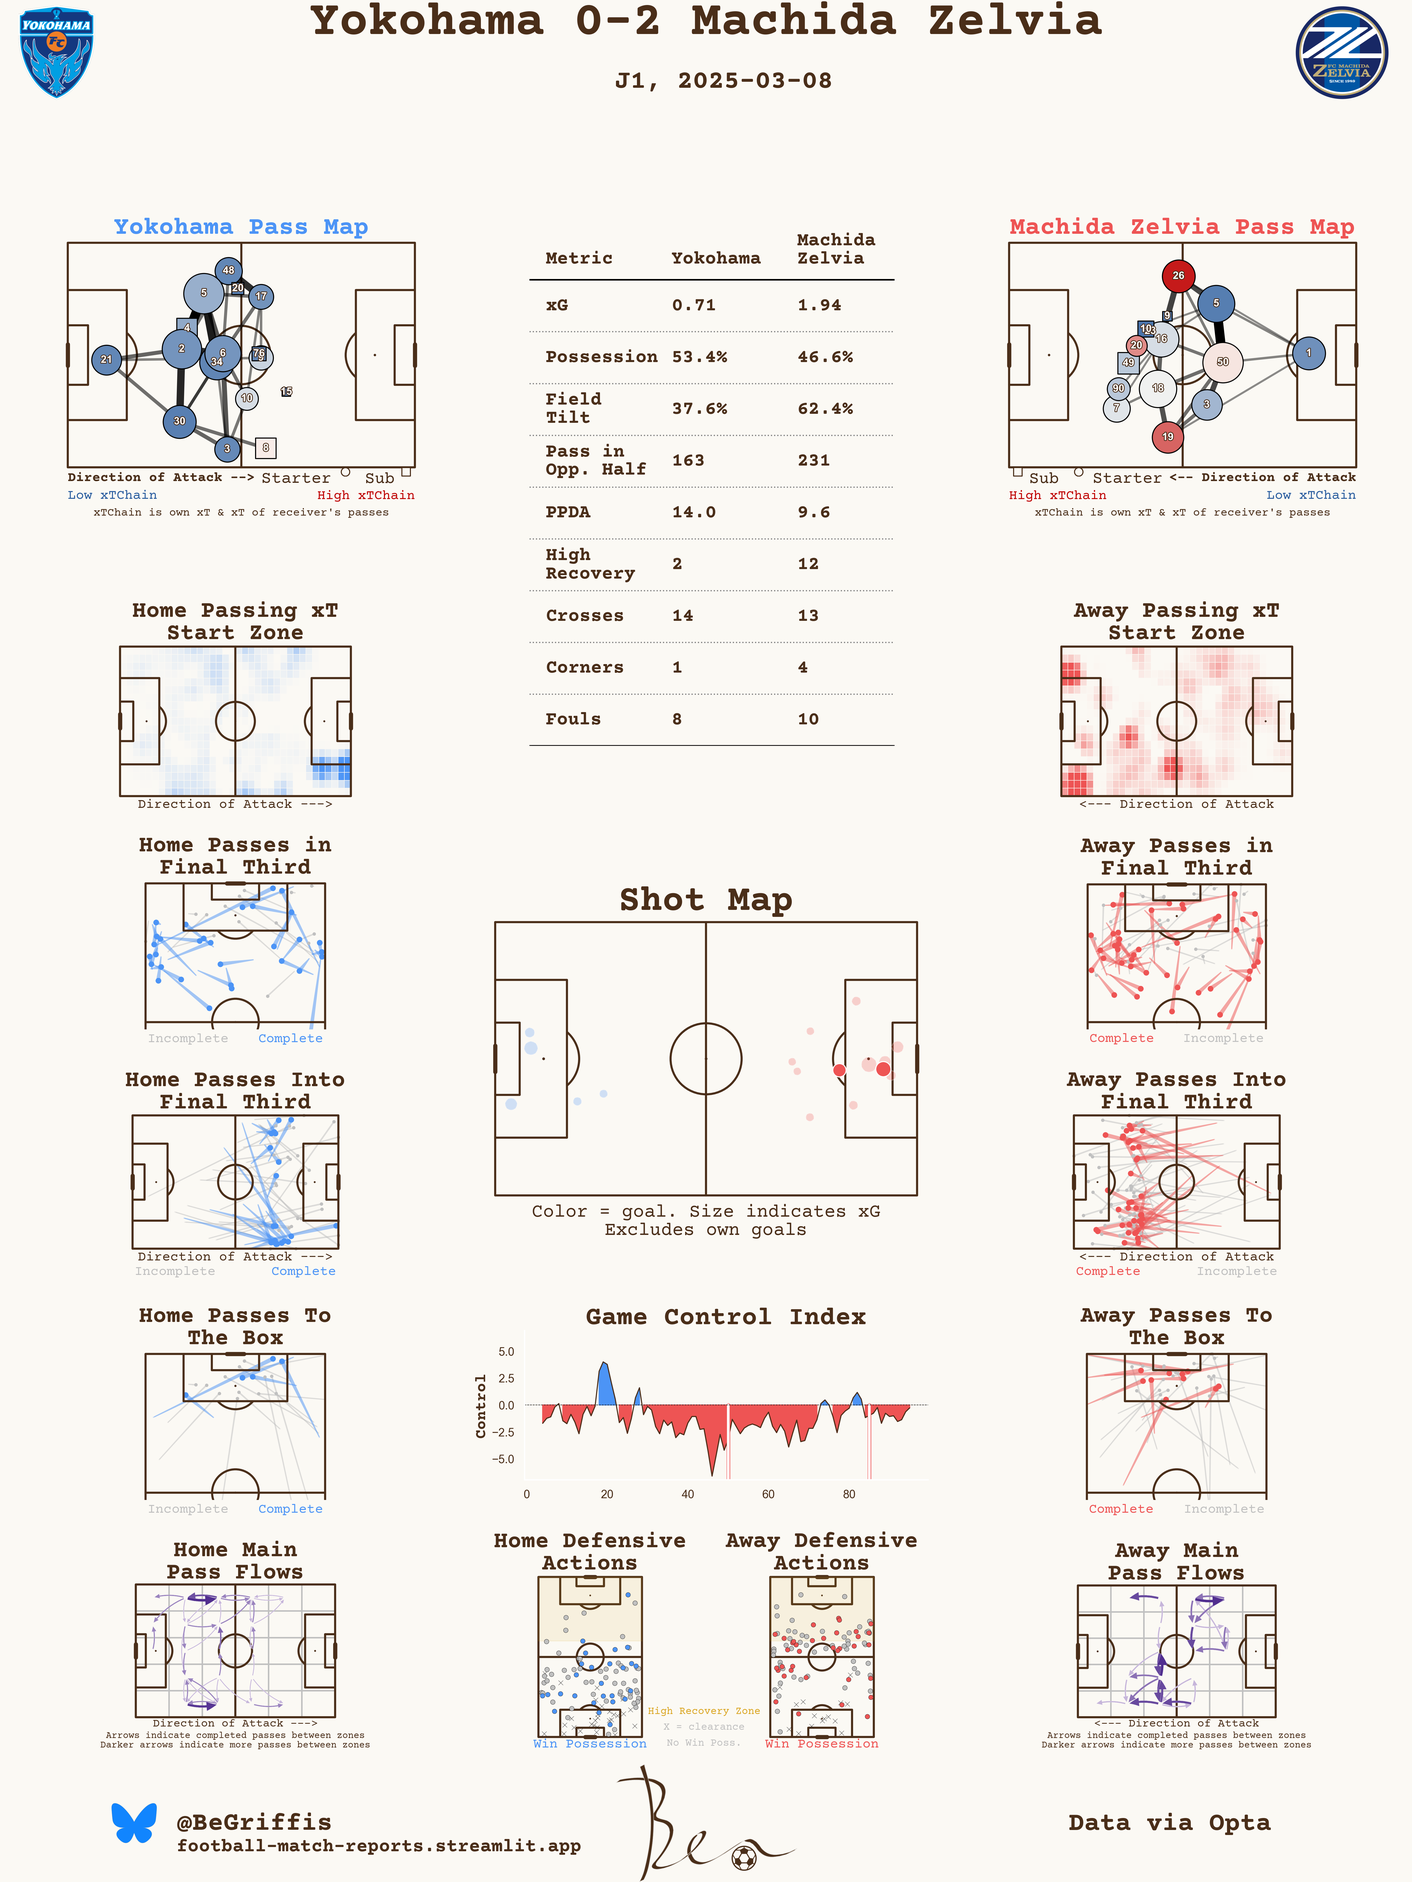 Yokohama 0-2 Machida Zelvia
J1, 2025-03-08
YOKOHAMA
FC
FC MACHIDA
ZELVIA
SINCE 1989
Yokohama Pass Map
48
20
5
17
4
2
6
34
76
9
21
15
10
30
3
8
Direction of Attack --> Starter Sub
Low xTChain High xTChain
xTChain is own xT & xT of receiver's passes
Metric Yokohama Machida Zelvia
xG 0.71 1.94
Possession 53.4% 46.6%
Field Tilt 37.6% 62.4%
Pass in Opp. Half 163 231
PPDA 14.0 9.6
High Recovery 2 12
Crosses 14 13
Corners 1 4
Fouls 8 10
Machida Zelvia Pass Map
26
5
9
10
16
20
49
50
1
90
18
7
3
19
Sub Starter <-- Direction of Attack
High xTChain Low xTChain
xTChain is own xT & xT of receiver's passes
Home Passing xT
Start Zone
Direction of Attack --->
Away Passing xT
Start Zone
<--- Direction of Attack
Home Passes in
Final Third
Incomplete Complete
Away Passes in
Final Third
Complete Incomplete
Shot Map
Color = goal. Size indicates xG
Excludes own goals
Home Passes Into
Final Third
Direction of Attack --->
Incomplete Complete
Away Passes Into
Final Third
<--- Direction of Attack
Complete Incomplete
Home Passes To
The Box
Incomplete Complete
Game Control Index
Control
5.0
2.5
0.0
−2.5
−5.0
0 20 40 60 80
Away Passes To
The Box
Complete Incomplete
Home Main
Pass Flows
Direction of Attack --->
Arrows indicate completed passes between zones
Darker arrows indicate more passes between zones
Home Defensive
Actions
Win Possession
High Recovery Zone
X = clearance
No Win Poss.
Away Defensive
Actions
Win Possession
Away Main
Pass Flows
<--- Direction of Attack
Arrows indicate completed passes between zones
Darker arrows indicate more passes between zones
@BeGriffis
football-match-reports.streamlit.app
Ben
Data via Opta